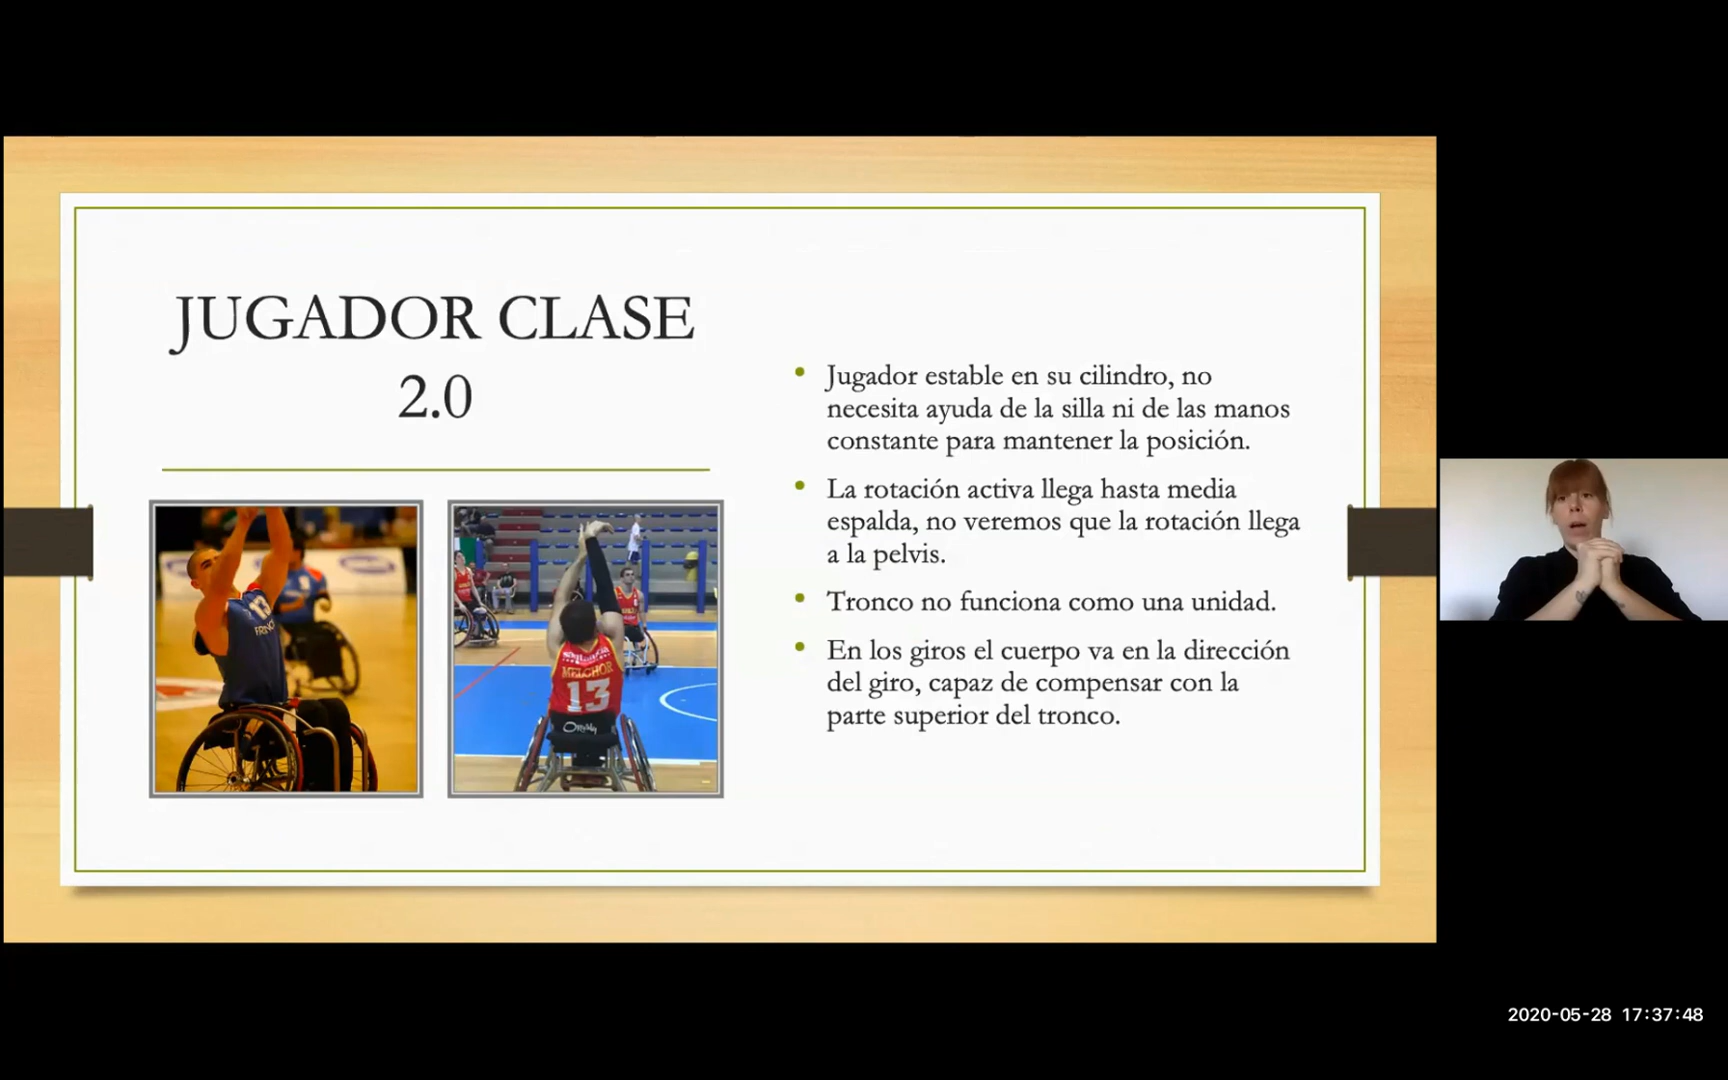 JUGADOR CLASE
2.0
• Jugador estable en su cilindro, no
necesita ayuda de la silla ni de las manos
constante para mantener la posición.
• La rotación activa llega hasta media
espalda, no veremos que la rotación llega
a la pelvis.
• Tronco no funciona como una unidad.
• En los giros el cuerpo va en la dirección
del giro, capaz de compensar con la
parte superior del tronco.
MELCHOR
13
2020-05-28 17:37:48